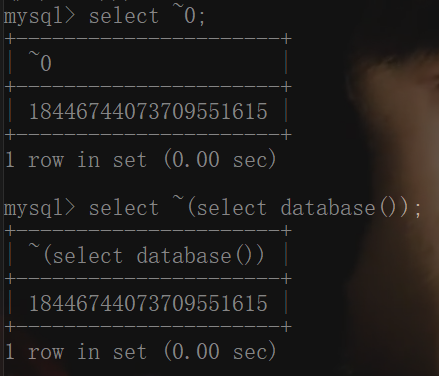 mysql> select ~0;
+----------------------+
| ~0                   |
+----------------------+
| 18446744073709551615 |
+----------------------+
1 row in set (0.00 sec)
mysql> select ~(select database());
+----------------------+
| ~(select database()) |
+----------------------+
| 18446744073709551615 |
+----------------------+
1 row in set (0.00 sec)